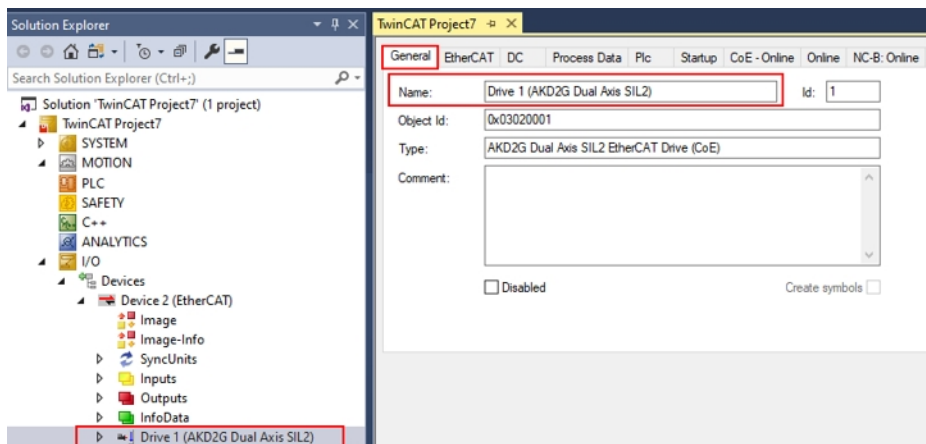 Solution Explorer
Search Solution Explorer (Ctrl+;)
Solution 'TwinCAT Project7' (1 project)
TwinCAT Project7
SYSTEM
MOTION
PLC
SAFETY
C++
ANALYTICS
I/O
Devices
Device 2 (EtherCAT)
Image
Image-Info
SyncUnits
Inputs
Outputs
InfoData
Drive 1 (AKD2G Dual Axis SIL2)
TwinCAT Project7
General EtherCAT DC Process Data Plc Startup CoE - Online Online NC-B: Online
Name: Drive 1 (AKD2G Dual Axis SIL2) Id: 1
Object Id: 0x03020001
Type: AKD2G Dual Axis SIL2 EtherCAT Drive (CoE)
Comment:
Disabled Create symbols